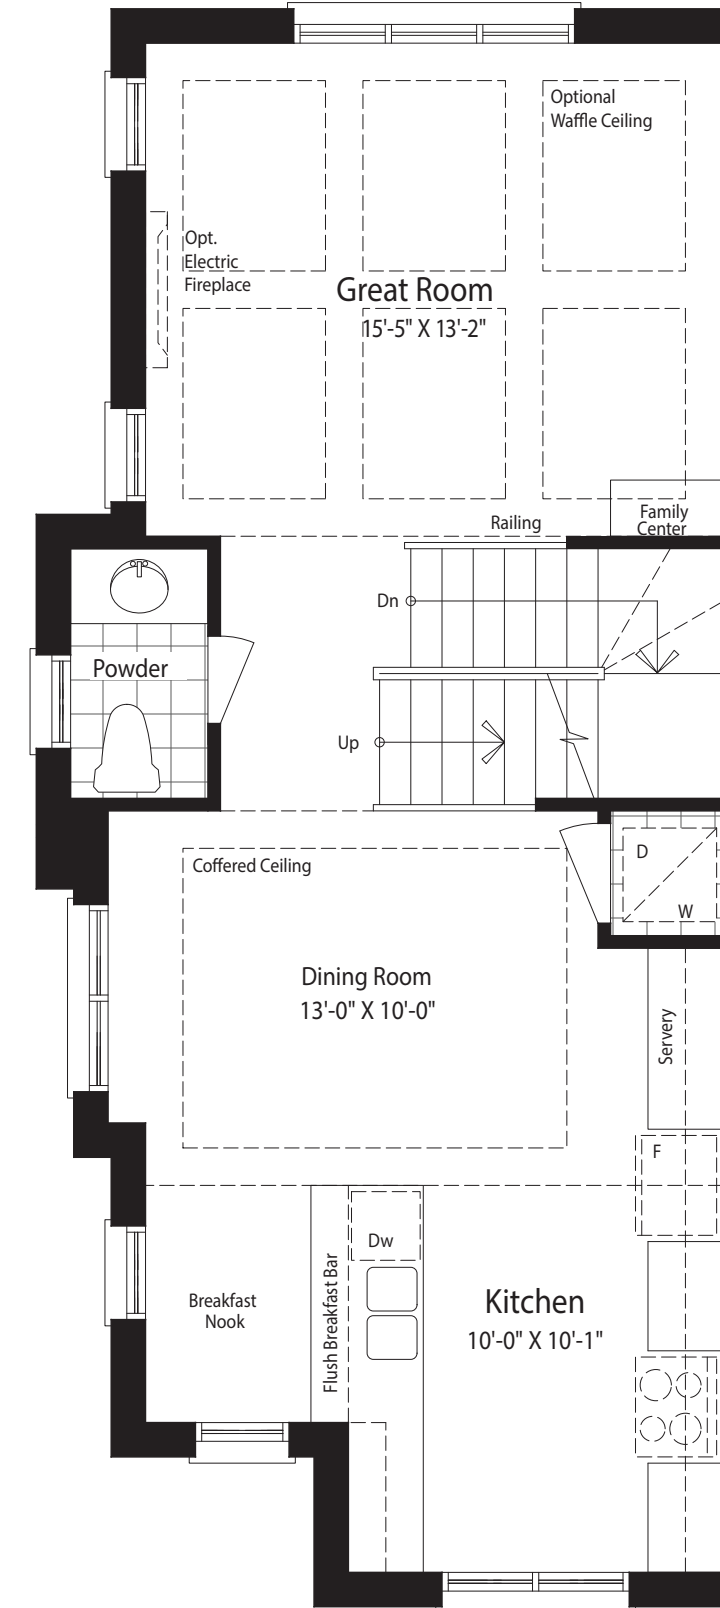 Optional
Waffle Ceiling
Opt.
Electric
Fireplace
Great Room
15'-5" X 13'-2"
Family
Center
Railing
Dn
Powder
Up
Coffered Ceiling
D
W
Dining Room
13'-0" X 10'-0"
Servery
F
Dw
Flush Breakfast Bar
Breakfast
Nook
Kitchen
10'-0" X 10'-1"